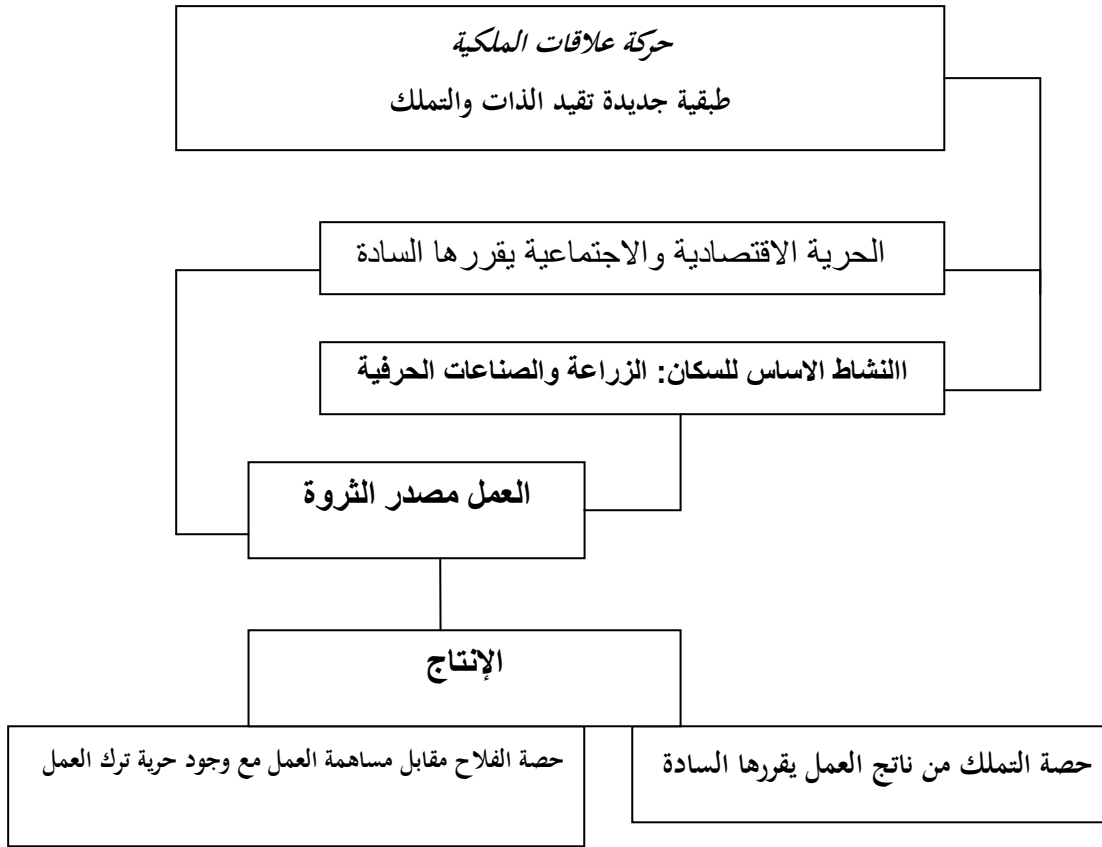 حركة علاقات الملكية
طبقية جديدة تقيد الذات والتملك
الحرية الاقتصادية والاجتماعية يقررها السادة
االنشاط الاساس للسكان: الزراعة والصناعات الحرفية
العمل مصدر الثروة
الإنتاج
حصة التملك من ناتج العمل يقررها السادة
حصة الفلاح مقابل مساهمة العمل مع وجود حرية ترك العمل